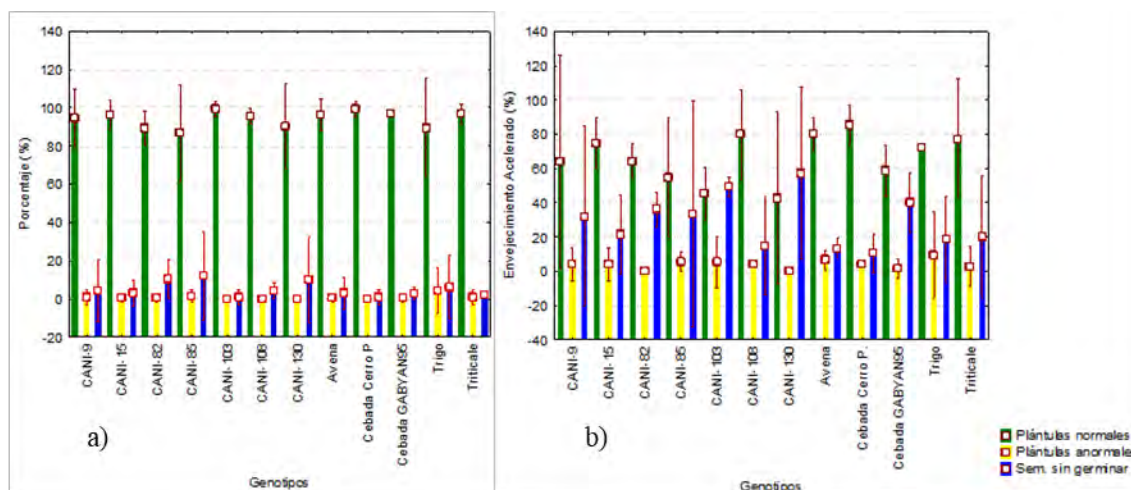 140
120
100
80
60
40
20
0
-20
Porcentaje (%)
CANI-9
CANI- 15
CANI-82
CANI-85
CANI- 103
CANI- 108
CANI- 130
Avena
Cebada Cerro P
Cebada GABYAN95
Trigo
Triticale
a)
Genotipos
140
120
100
80
60
40
20
0
-20
-40
Envejecimiento Acelerado (%)
CANI-9
CANI- 15
CANI-82
CANI-85
CANI- 103
CANI- 108
CANI- 130
Avena
Cebada Cerro P.
Cebada GABYAN95
Trigo
Triticale
b)
Genotipos
Plántulas normales
Plántulas anormale
Sem. sin germinar